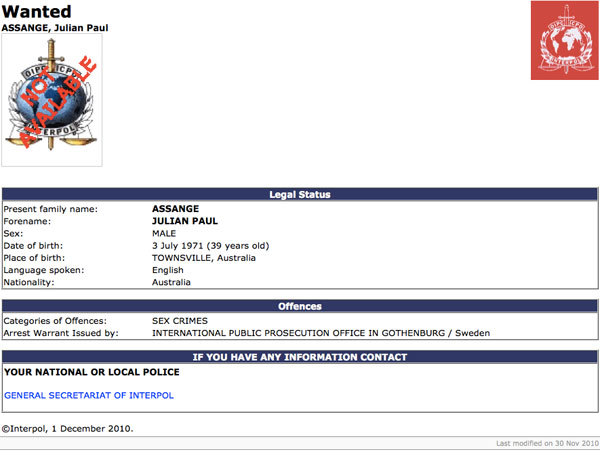 Wanted
ASSANGE, Julian Paul
OIPC ICPO
NOT
AVAILABLE
INTERPOL
OIPC ICPO
INTERPOL
Legal Status
Present family name: ASSANGE
Forename: JULIAN PAUL
Sex: MALE
Date of birth: 3 July 1971 (39 years old)
Place of birth: TOWNSVILLE, Australia
Language spoken: English
Nationality: Australia
Offences
Categories of Offences: SEX CRIMES
Arrest Warrant Issued by: INTERNATIONAL PUBLIC PROSECUTION OFFICE IN GOTHENBURG / Sweden
IF YOU HAVE ANY INFORMATION CONTACT
YOUR NATIONAL OR LOCAL POLICE
GENERAL SECRETARIAT OF INTERPOL
©Interpol, 1 December 2010.
Last modified on 30 Nov 2010